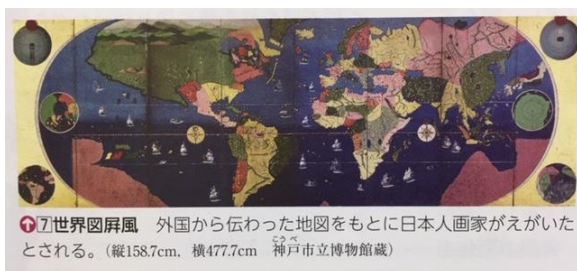 ⬆7世界図屏風 外国から伝わった地図をもとに日本人画家がえがいた
とされる。(縦158.7cm, 横477.7cm 神戸市立博物館蔵)
こうべ